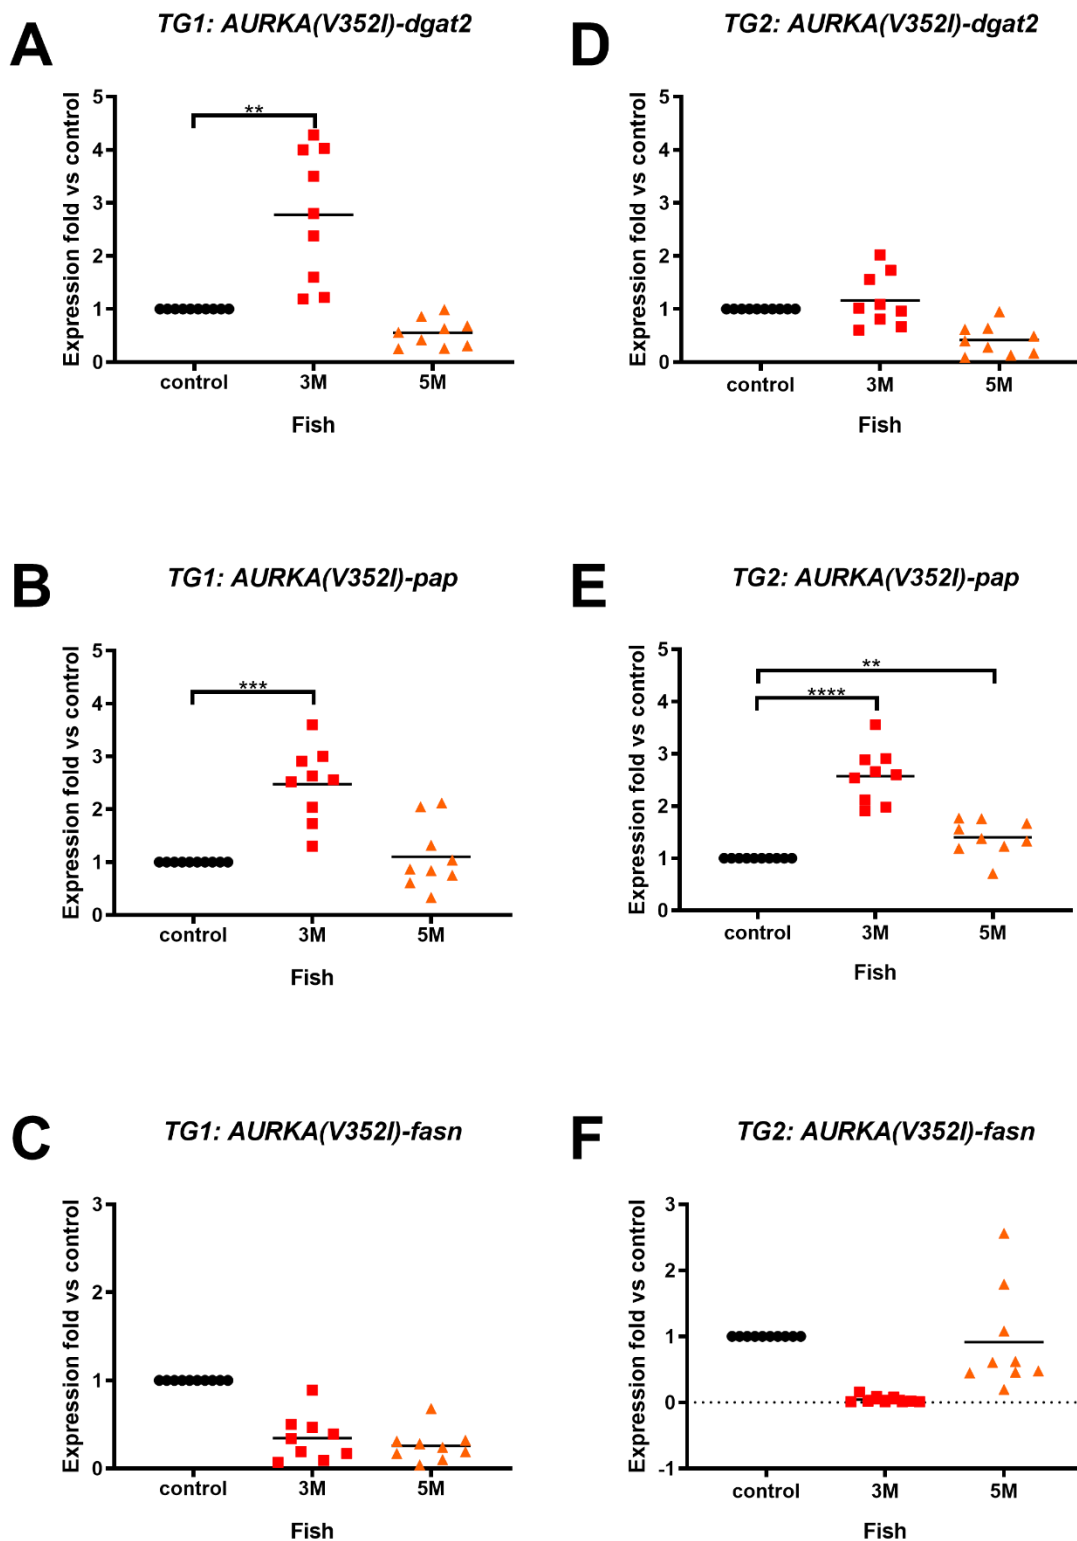 A
TG1: AURKA(V352I)-dgat2
Expression fold vs control
5
4
3
2
1
0
**
control 3M 5M
Fish
D
TG2: AURKA(V352I)-dgat2
Expression fold vs control
5
4
3
2
1
0
control 3M 5M
Fish
B
TG1: AURKA(V352I)-pap
Expression fold vs control
5
4
3
2
1
0
***
control 3M 5M
Fish
E
TG2: AURKA(V352I)-pap
Expression fold vs control
5
4
3
2
1
0
**
****
control 3M 5M
Fish
C
TG1: AURKA(V352I)-fasn
Expression fold vs control
3
2
1
0
control 3M 5M
Fish
F
TG2: AURKA(V352I)-fasn
Expression fold vs control
3
2
1
0
-1
control 3M 5M
Fish